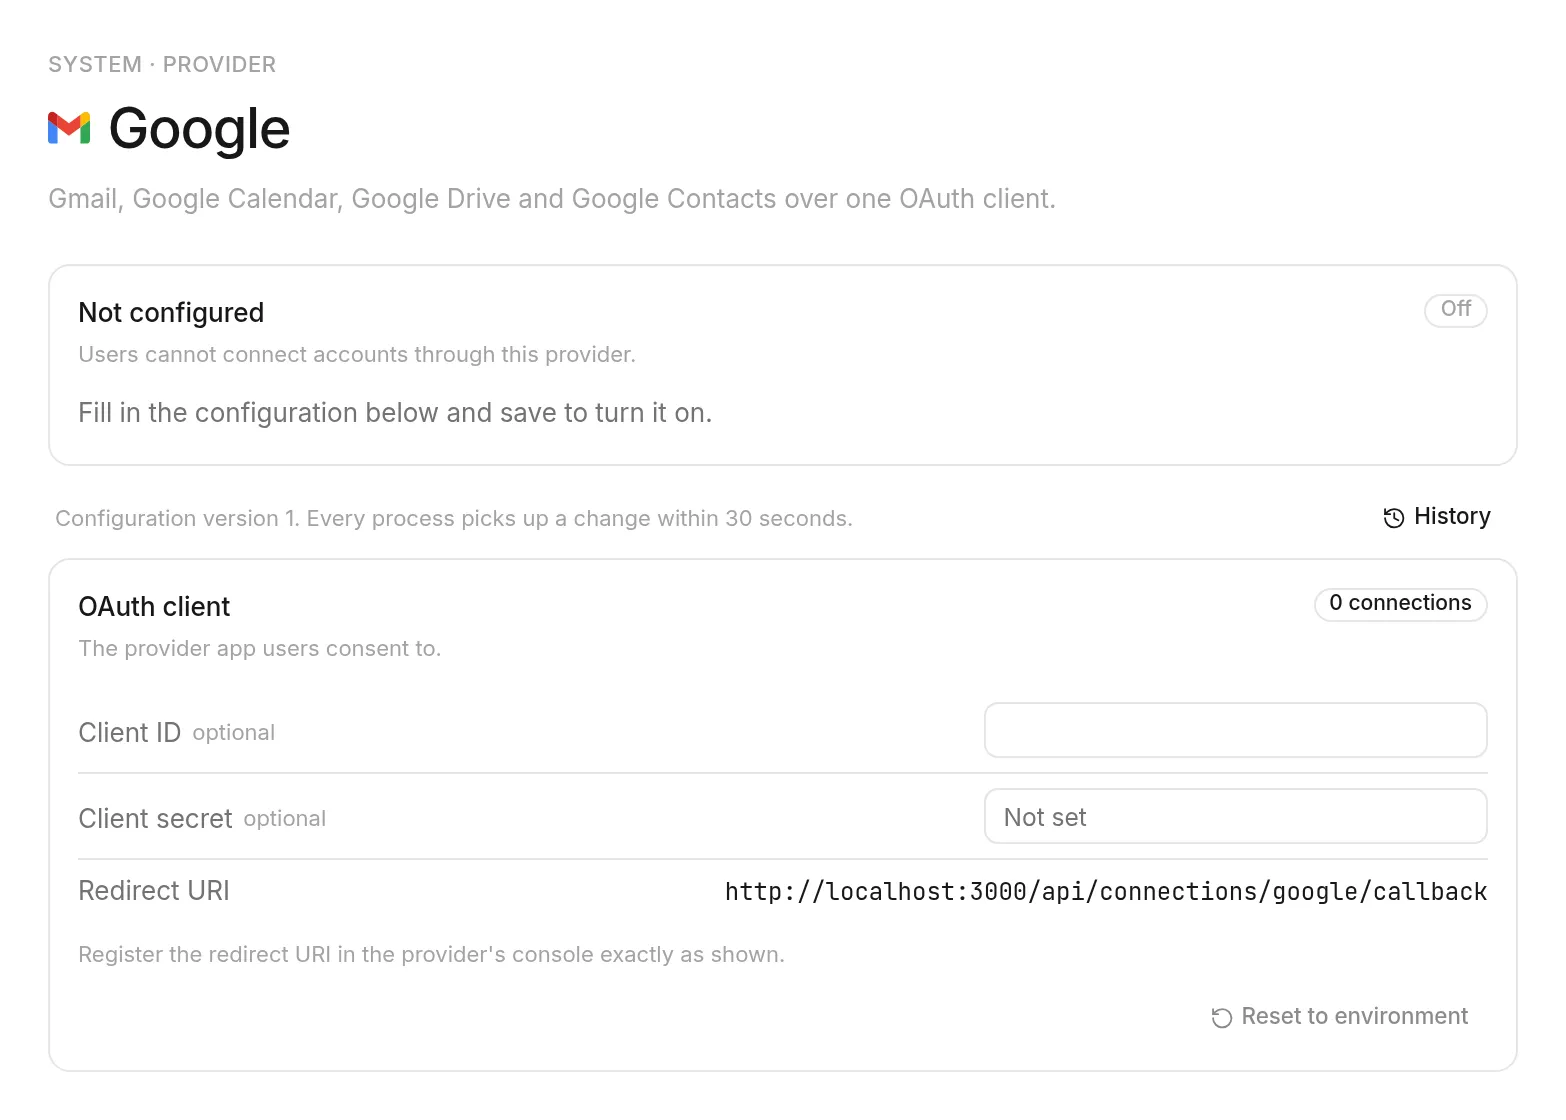 SYSTEM · PROVIDER
Google
Gmail, Google Calendar, Google Drive and Google Contacts over one OAuth client.
Not configured
Off
Users cannot connect accounts through this provider.
Fill in the configuration below and save to turn it on.
Configuration version 1. Every process picks up a change within 30 seconds.
History
OAuth client
0 connections
The provider app users consent to.
Client ID optional
Client secret optional
Not set
Redirect URI
http://localhost:3000/api/connections/google/callback
Register the redirect URI in the provider's console exactly as shown.
Reset to environment